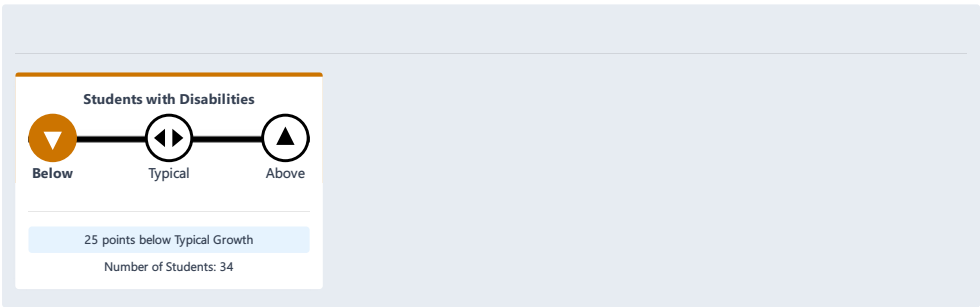 Students with Disabilities
Below Typical Above
25 points below Typical Growth
Number of Students: 34